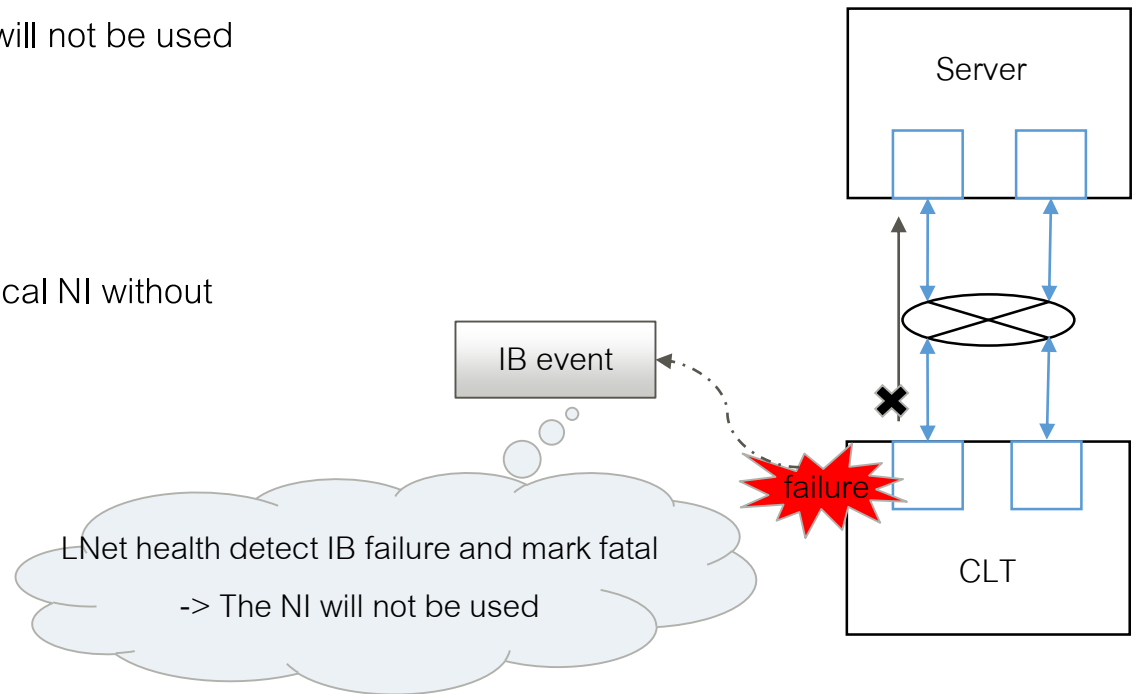 will not be used
Server
cal NI without
IB event
failure
LNet health detect IB failure and mark fatal
-> The NI will not be used
CLT